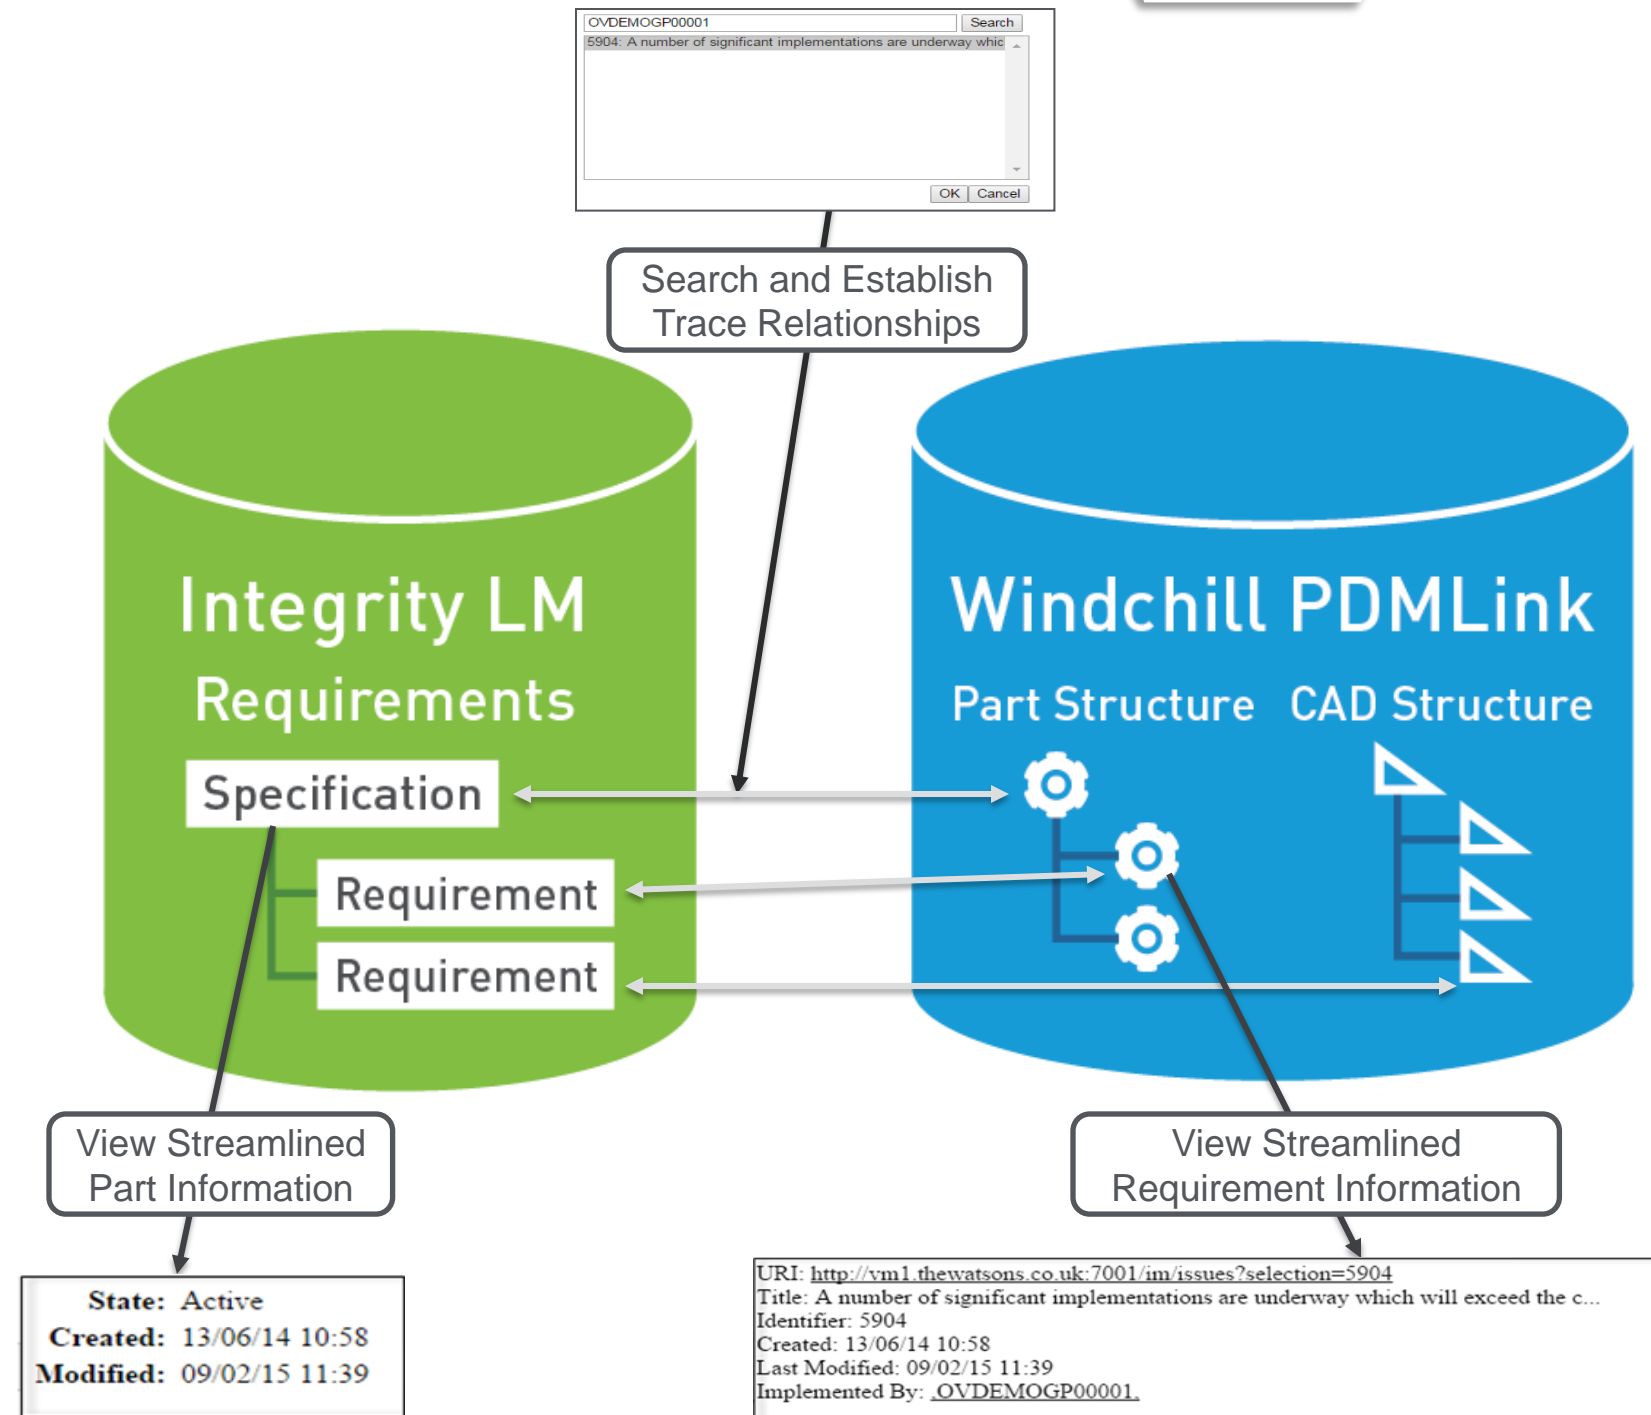 OVDEMOGP00001 Search
5904: A number of significant implementations are underway whic
OK Cancel
Search and Establish
Trace Relationships
Integrity LM
Requirements
Specification
Requirement
Requirement
Windchill PDMLink
Part Structure CAD Structure
View Streamlined
Part Information
View Streamlined
Requirement Information
State: Active
Created: 13/06/14 10:58
Modified: 09/02/15 11:39
URI: http://vm1.thewatsons.co.uk:7001/im/issues?selection=5904
Title: A number of significant implementations are underway which will exceed the c...
Identifier: 5904
Created: 13/06/14 10:58
Last Modified: 09/02/15 11:39
Implemented By: .OVDEMOGP00001.